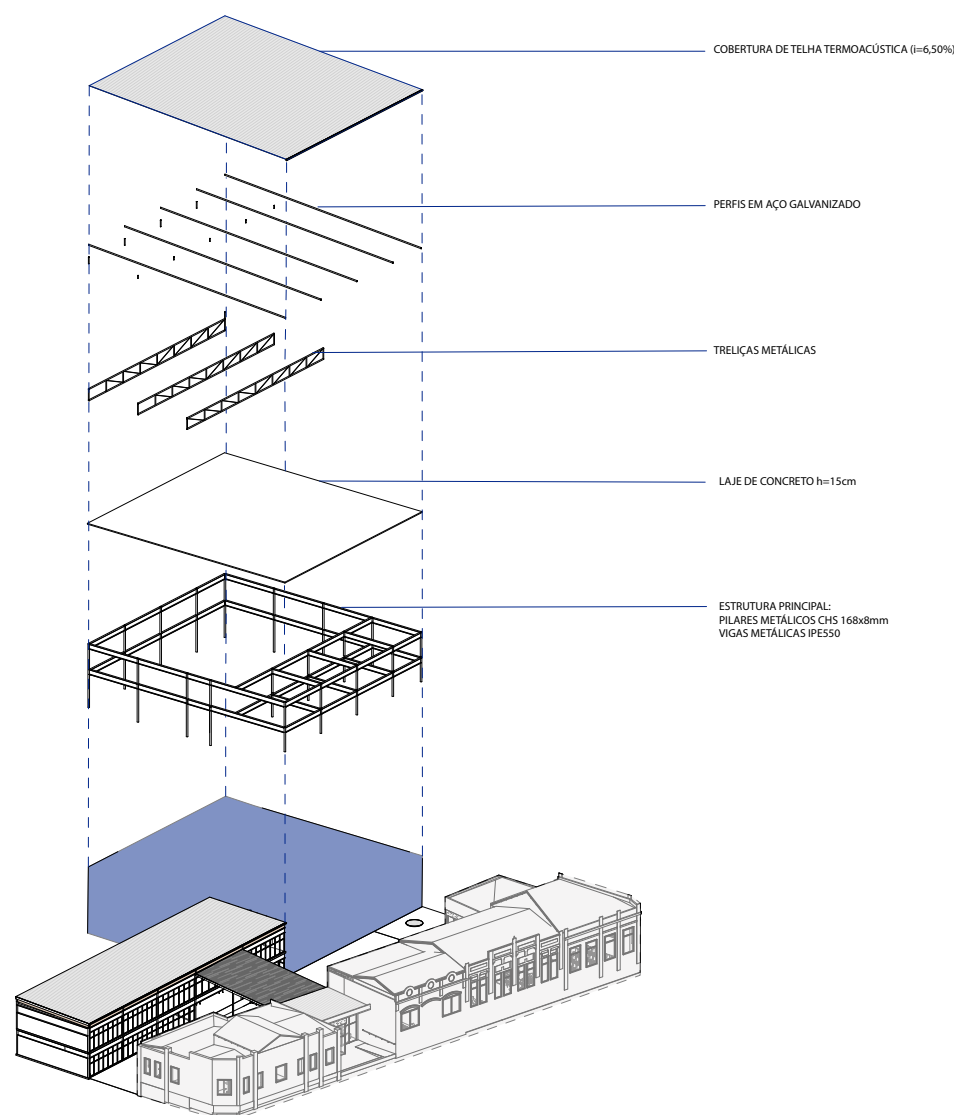 COBERTURA DE TELHA TERMOACÚSTICA (i=6,50%)
PERFIS EM AÇO GALVANIZADO
TRELIÇAS METÁLICAS
LAJE DE CONCRETO h=15cm
ESTRUTURA PRINCIPAL:
PILARES METÁLICOS CHS 168x8mm
VIGAS METÁLICAS IPE550